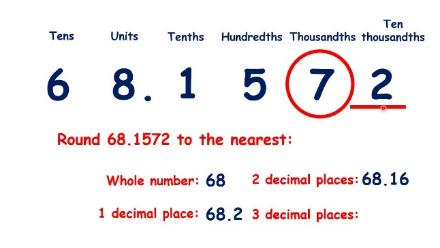 Tens Units Tenths Hundredths Thousandths Ten thousandths
6 8. 1 5 7 2
Round 68.1572 to the nearest:
Whole number: 68 2 decimal places: 68.16
1 decimal place: 68.2 3 decimal places: